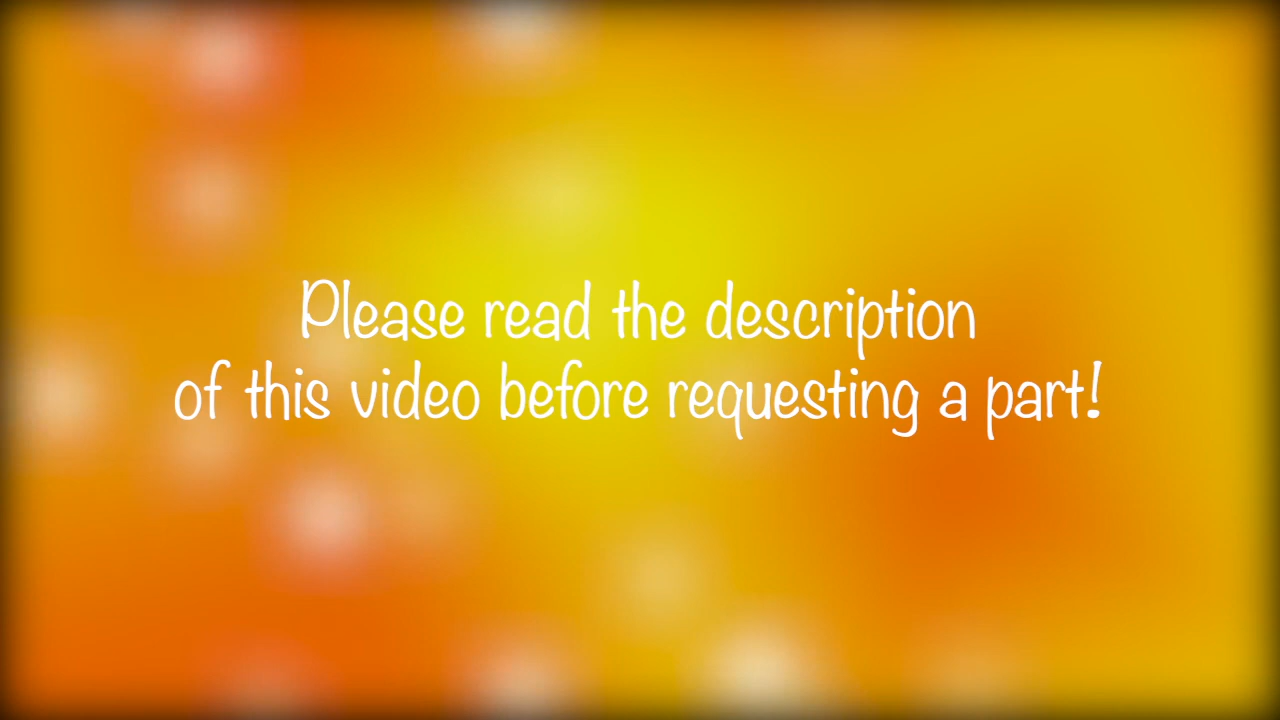 Please read the description
of this video before requesting a part!